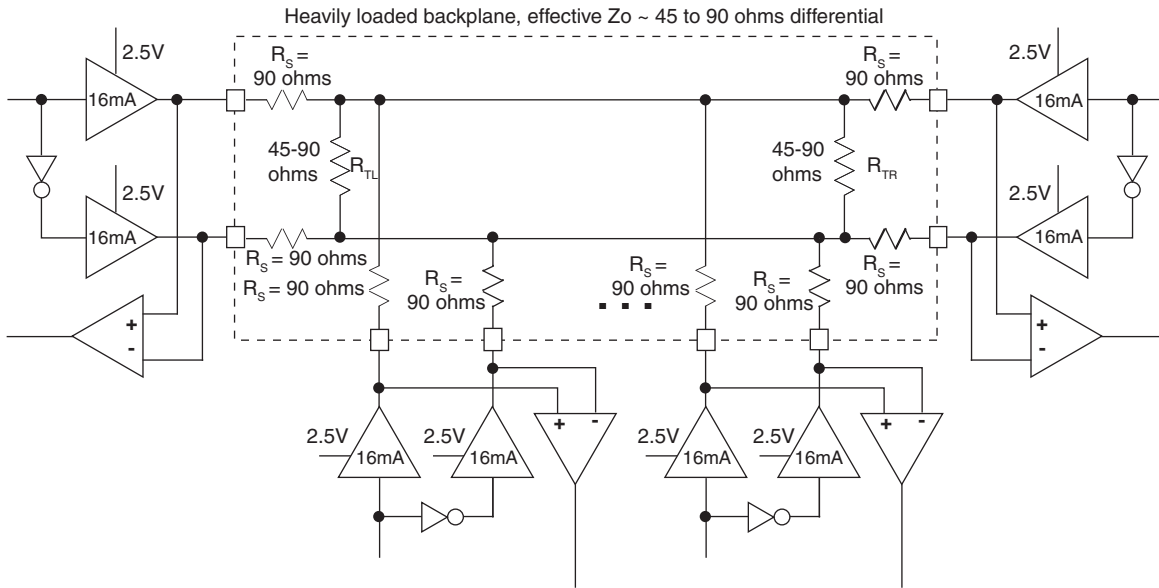 Heavily loaded backplane, effective Zo ~ 45 to 90 ohms differential
2.5V
16mA
R_S =
90 ohms
R_S =
90 ohms
2.5V
16mA
45-90
ohms
R_TL
45-90
ohms
R_TR
2.5V
16mA
2.5V
16mA
R_S = 90 ohms
R_S = 90 ohms
R_S =
90 ohms
. . .
R_S =
90 ohms
R_S =
90 ohms
R_S =
90 ohms
+
-
+
-
+
-
+
-
2.5V
16mA
2.5V
16mA
2.5V
16mA
2.5V
16mA